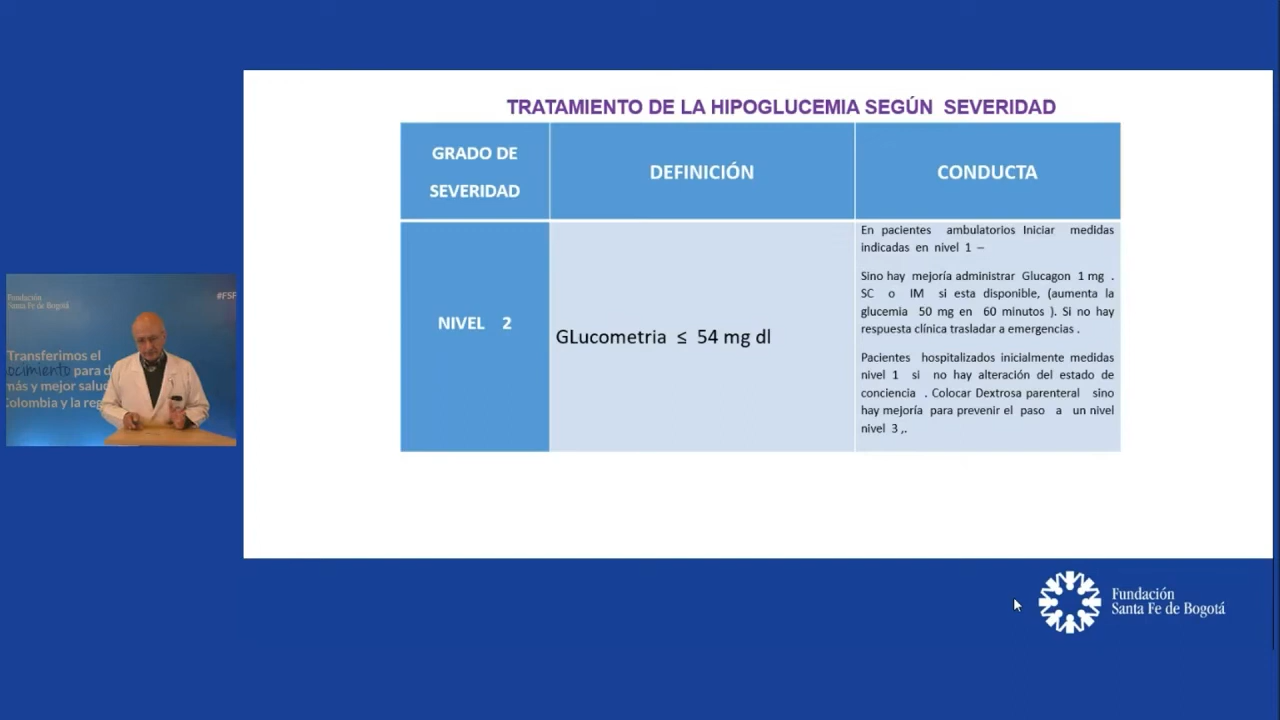 TRATAMIENTO DE LA HIPOGLUCEMIA SEGÚN SEVERIDAD
GRADO DE
SEVERIDAD
DEFINICIÓN
CONDUCTA
NIVEL 2
GLucometria ≤ 54 mg dl
En pacientes ambulatorios Iniciar medidas
indicadas en nivel 1 –
Sino hay mejoría administrar Glucagon 1 mg .
SC o IM si esta disponible, (aumenta la
glucemia 50 mg en 60 minutos ). Si no hay
respuesta clínica trasladar a emergencias .
Pacientes hospitalizados inicialmente medidas
nivel 1 si no hay alteración del estado de
conciencia . Colocar Dextrosa parenteral sino
hay mejoría para prevenir el paso a un nivel
nivel 3 ,.
Fundación
Santa Fe de Bogotá
#FSF
Transferimos el
ocimiento para d
más y mejor salu
Colombia y la reg
Fundación
Santa Fe de Bogotá